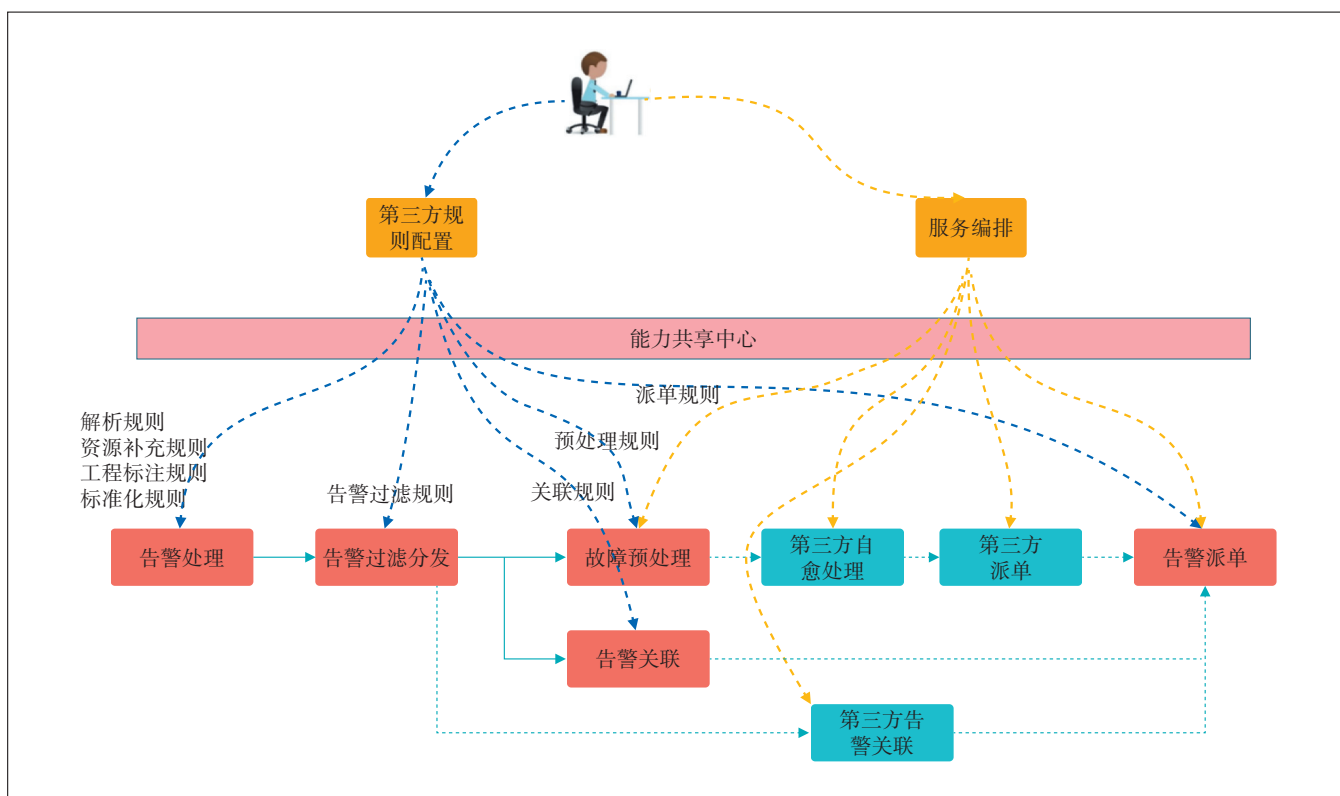 第三方规
则配置
服务编排
能力共享中心
派单规则
解析规则
资源补充规则
工程标注规则
标准化规则
预处理规则
告警过滤规则
关联规则
告警处理
告警过滤分发
故障预处理
第三方自
愈处理
第三方
派单
告警派单
告警关联
第三方告
警关联